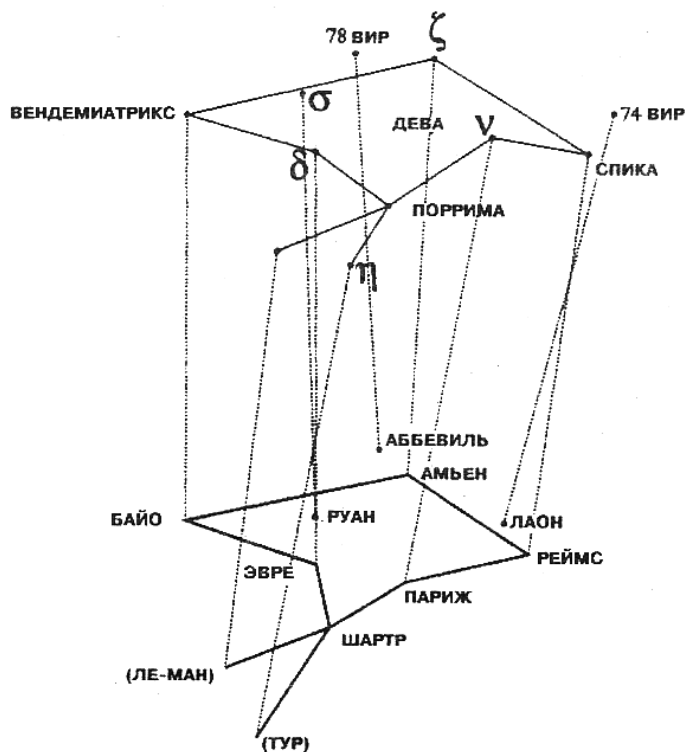 78 ВИР
ζ
ВЕНДЕМИАТРИКС
σ
ДЕВА
ν
74 ВИР
δ
СПИКА
ПОРРИМА
η
АББЕВИЛЬ
АМЬЕН
БАЙО
РУАН
ЛАОН
ЭВРЕ
РЕЙМС
ПАРИЖ
ШАРТР
(ЛЕ-МАН)
(ТУР)